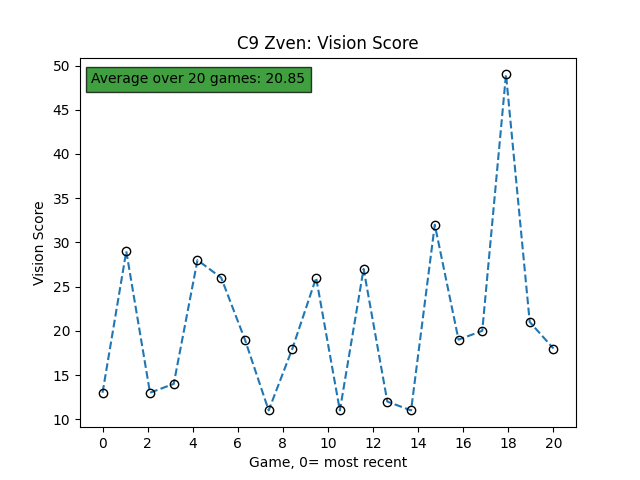 C9 Zven: Vision Score
Average over 20 games: 20.85
50
45
40
35
30
25
20
15
10
Vision Score
0 2 4 6 8 10 12 14 16 18 20
Game, 0= most recent